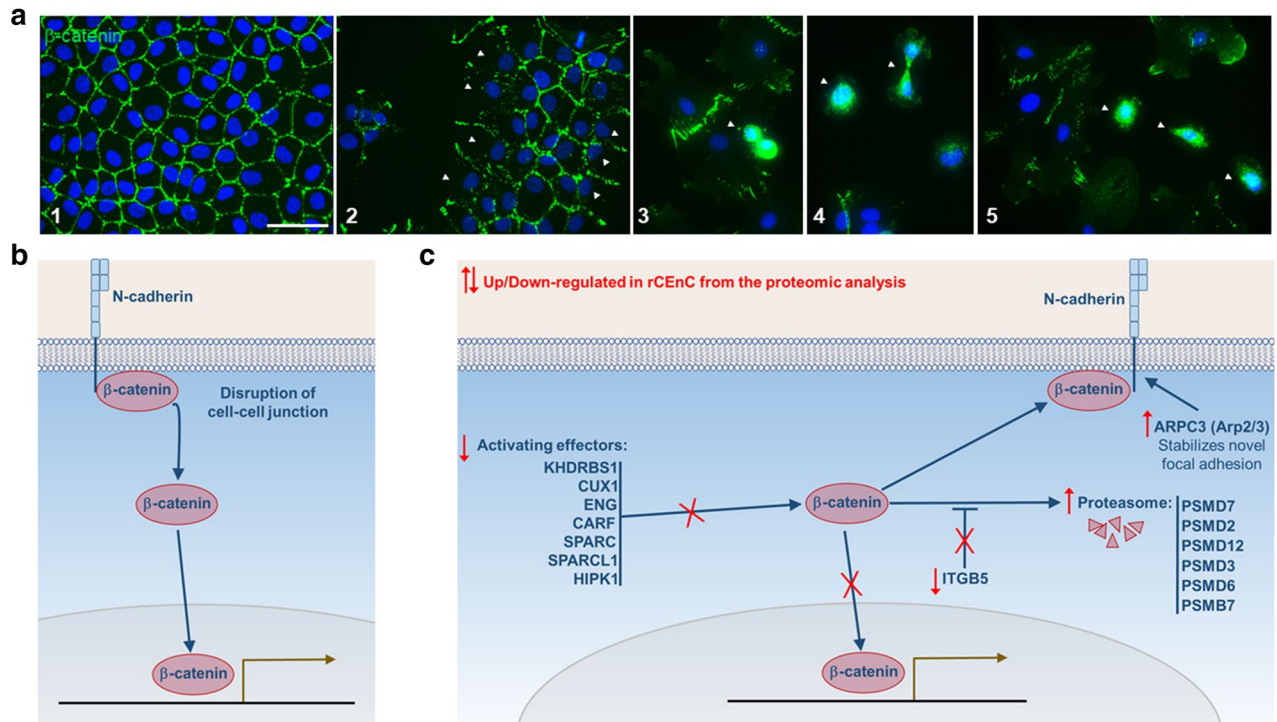 a
β-catenin
1
2
3
4
5
b
N-cadherin
β-catenin
Disruption of
cell-cell junction
β-catenin
β-catenin
c
Up/Down-regulated in rCEnC from the proteomic analysis
N-cadherin
β-catenin
ARPC3 (Arp2/3)
Stabilizes novel
focal adhesion
Activating effectors:
KHDRBS1
CUX1
ENG
CARF
SPARC
SPARCL1
HIPK1
β-catenin
Proteasome:
PSMD7
PSMD2
PSMD12
PSMD3
PSMD6
PSMB7
ITGB5
β-catenin